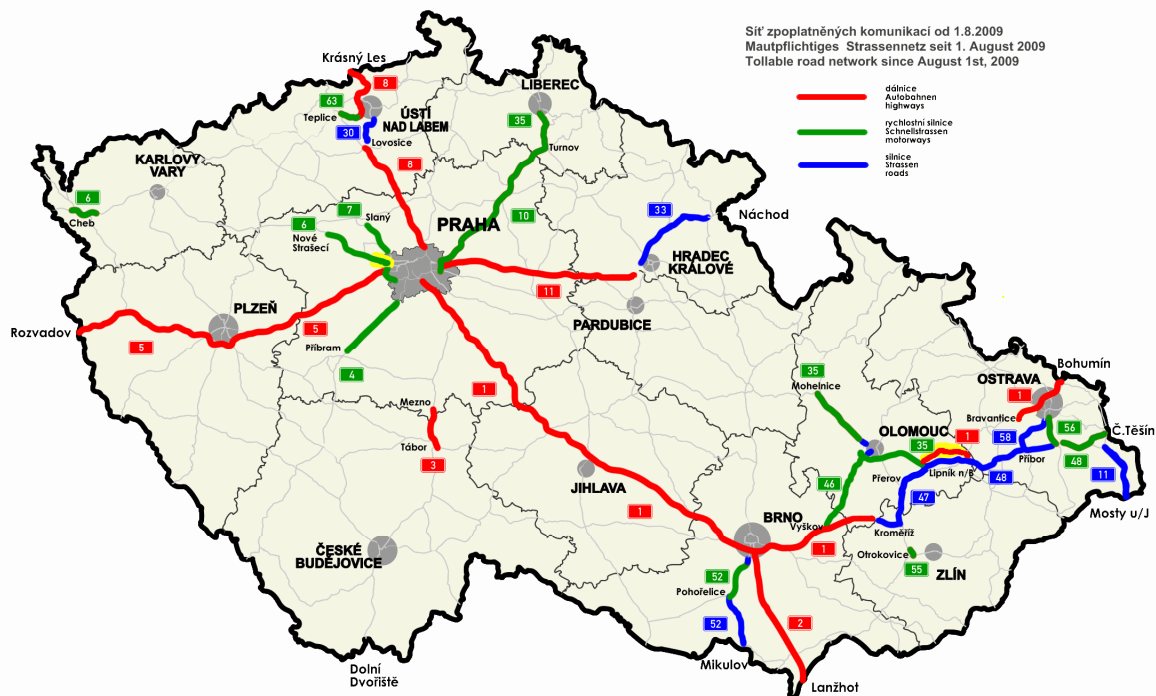 Síť zpoplatněných komunikací od 1.8.2009
Mautpflichtiges Strassennetz seit 1. August 2009
Tollable road network since August 1st, 2009
dálnice
Autobahnen
highways
rychlostní silnice
Schnellstrassen
motorways
silnice
Strassen
roads
Krásný Les
8
63
Teplice
ÚSTÍ
NAD LABEM
30
Lovosice
8
LIBEREC
35
Turnov
KARLOVY
VARY
6
Cheb
7
Slaný
6
Nové
Strašecí
PRAHA
10
33
Náchod
HRADEC
KRÁLOVÉ
11
PARDUBICE
PLZEŇ
Rozvadov
5
5
Příbram
4
1
Mezno
Tábor
3
35
Mohelnice
Bohumín
OSTRAVA
1
Bravantice
56
Č.Těšín
58
Příbor
48
48
11
Mosty u/J
OLOMOUC
35
1
Přerov
Lipník n/B
46
47
JIHLAVA
1
BRNO
Vyškov
1
Kroměříž
Otrokovice
55
ZLÍN
ČESKÉ
BUDĚJOVICE
52
Pohořelice
52
2
Mikulov
Lanžhot
Dolní
Dvořiště